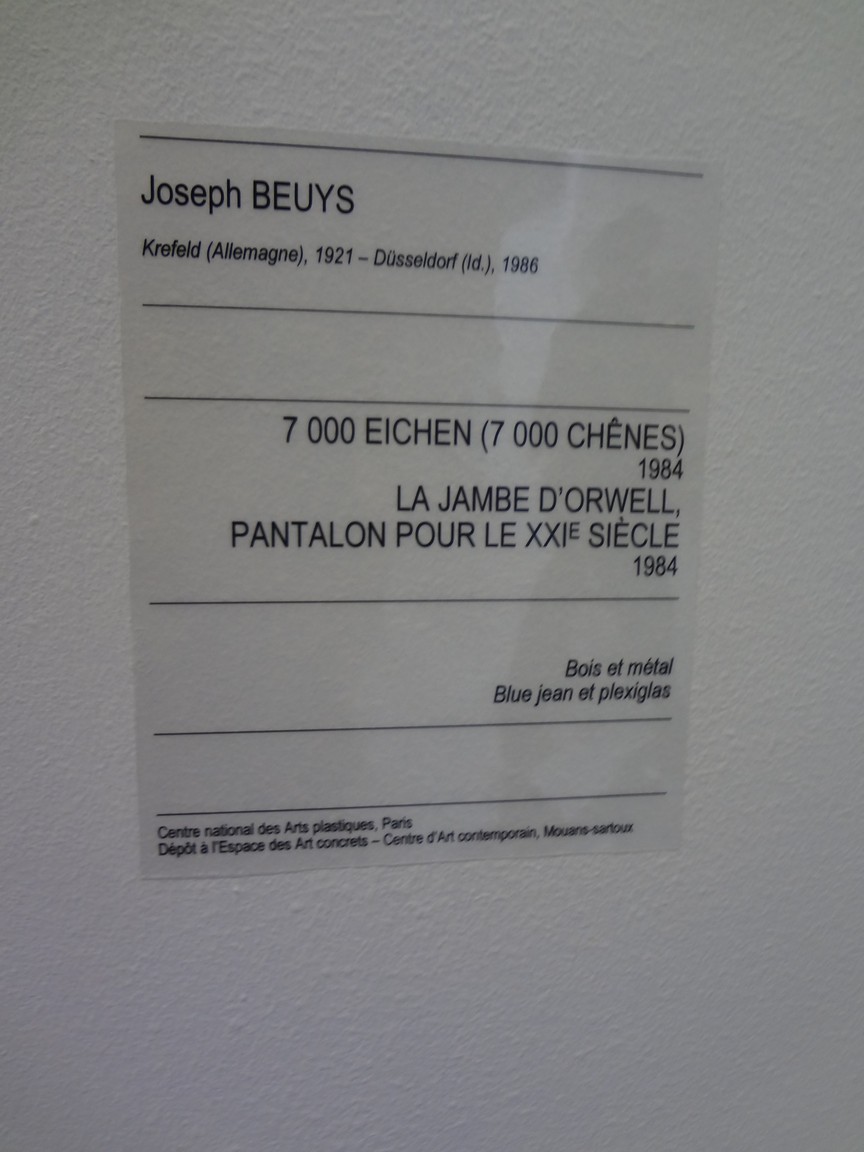 Joseph BEUYS
Krefeld (Allemagne), 1921 – Düsseldorf (Id.), 1986
7 000 EICHEN (7 000 CHÊNES)
1984
LA JAMBE D'ORWELL,
PANTALON POUR LE XXIE SIÈCLE
1984
Bois et métal
Blue jean et plexiglas
Centre national des Arts plastiques, Paris
Dépôt à l'Espace des Art concrets – Centre d'Art contemporain, Mouans-sartoux